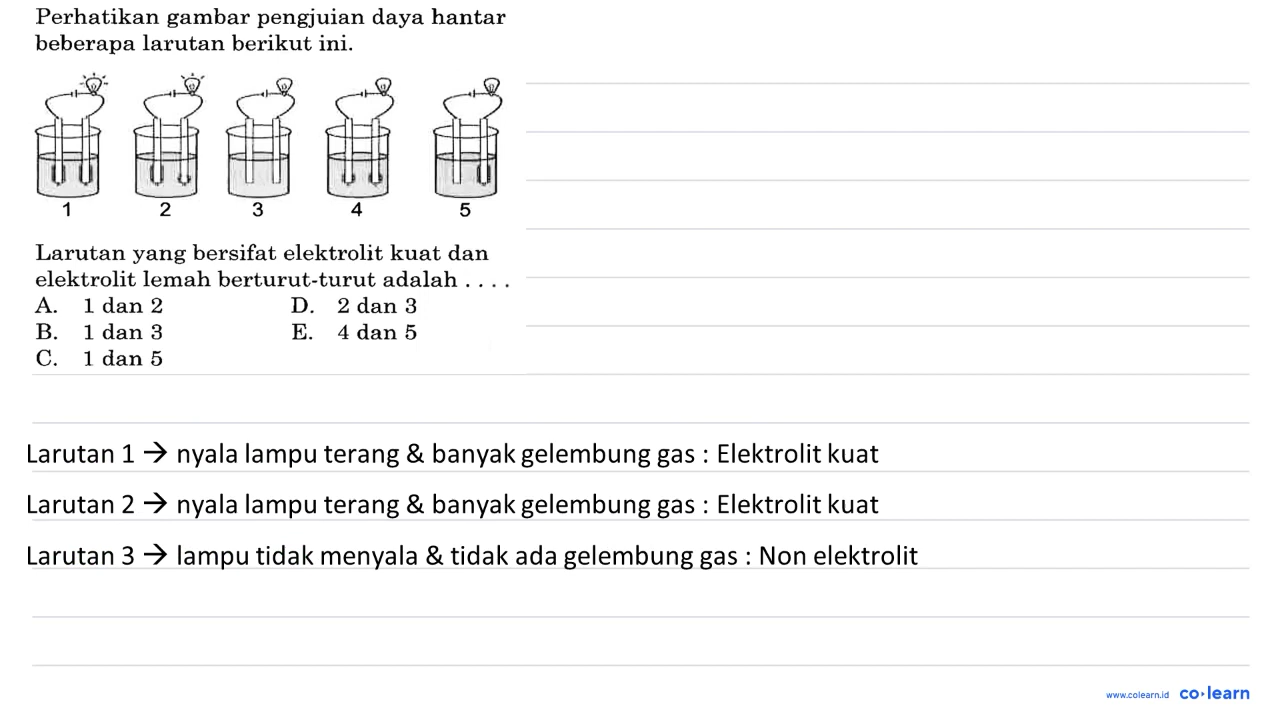 Perhatikan gambar pengjuian daya hantar
beberapa larutan berikut ini.
1 2 3 4 5
Larutan yang bersifat elektrolit kuat dan
elektrolit lemah berturut-turut adalah . . . .
A. 1 dan 2 D. 2 dan 3
B. 1 dan 3 E. 4 dan 5
C. 1 dan 5
Larutan 1 → nyala lampu terang & banyak gelembung gas : Elektrolit kuat
Larutan 2 → nyala lampu terang & banyak gelembung gas : Elektrolit kuat
Larutan 3 → lampu tidak menyala & tidak ada gelembung gas : Non elektrolit
www.colearn.id co·learn